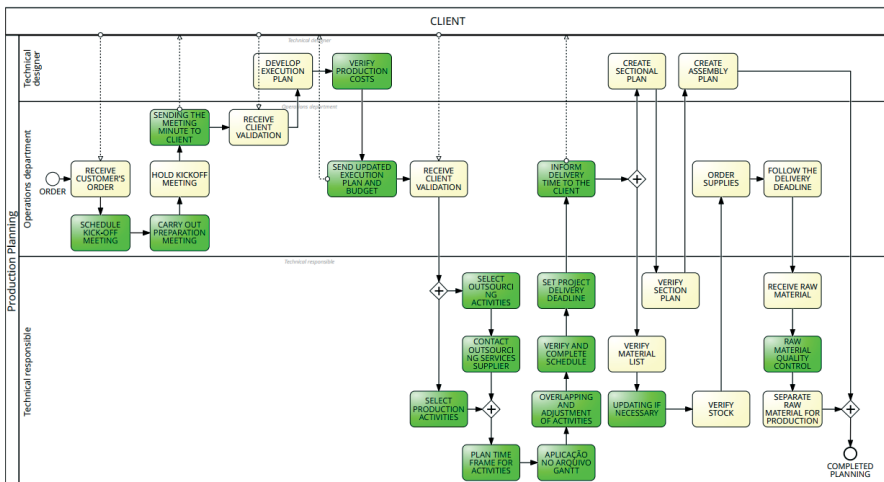 CLIENT
Production Planning
Technical
designer
Operations department
Technical responsible
Technical designer
Operations department
Technical responsible
DEVELOP
EXECUTION
PLAN
VERIFY
PRODUCTION
COSTS
CREATE
SECTIONAL
PLAN
CREATE
ASSEMBLY
PLAN
SENDING THE
MEETING
MINUTE TO
CLIENT
RECEIVE
CLIENT
VALIDATION
ORDER
RECEIVE
CUSTOMER'S
ORDER
HOLD KICKOFF
MEETING
SEND UPDATED
EXECUTION
PLAN AND
BUDGET
RECEIVE
CLIENT
VALIDATION
INFORM
DELIVERY
TIME TO THE
CLIENT
ORDER
SUPPLIES
FOLLOW THE
DELIVERY
DEADLINE
SCHEDULE
KICK-OFF
MEETING
CARRY OUT
PREPARATION
MEETING
SELECT
OUTSOURCI
NG
ACTIVITIES
SET PROJECT
DELIVERY
DEADLINE
VERIFY
SECTION
PLAN
RECEIVE RAW
MATERIAL
CONTACT
OUTSOURCI
NG SERVICES
SUPPLIER
VERIFY AND
COMPLETE
SCHEDULE
VERIFY
MATERIAL
LIST
RAW
MATERIAL
QUALITY
CONTROL
SELECT
PRODUCTION
ACTIVITIES
OVERLAPPING
AND
ADJUSTMENT
OF ACTIVITIES
UPDATING IF
NECESSARY
VERIFY
STOCK
SEPARATE
RAW
MATERIAL FOR
PRODUCTION
PLAN TIME
FRAME FOR
ACTIVITIES
APLICAÇÃO
NO ARQUIVO
GANTT
COMPLETED
PLANNING